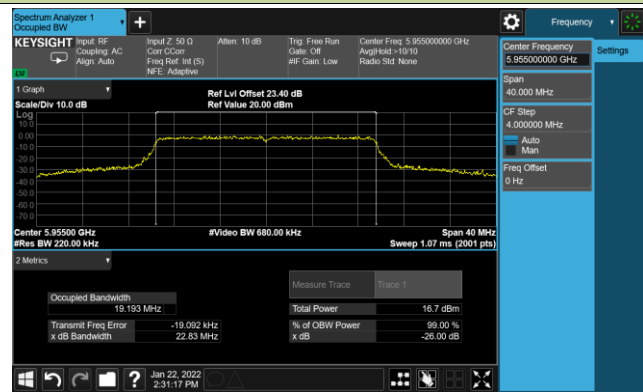 Spectrum Analyzer 1
Occupied BW
Frequency
KEYSIGHT
Input: RF
Coupling: AC
Align: Auto
Input Z: 50 Ω
Corr CCorr
Freq Ref: Int (S)
NFE: Adaptive
Atten: 10 dB
Trig: Free Run
Gate: Off
#IF Gain: Low
Center Freq: 5.955000000 GHz
Avg|Hold:>10/10
Radio Std: None
Center Frequency
5.955000000 GHz
Settings
Span
40.000 MHz
CF Step
4.000000 MHz
Auto
Man
Freq Offset
0 Hz
1 Graph
Ref Lvl Offset 23.40 dB
Scale/Div 10.0 dB
Ref Value 20.00 dBm
Log
10.0
0.00
-10.0
-20.0
-30.0
-40.0
-50.0
-60.0
-70.0
Center 5.95500 GHz
#Video BW 680.00 kHz
Span 40 MHz
#Res BW 220.00 kHz
Sweep 1.07 ms (2001 pts)
2 Metrics
Measure Trace
Trace 1
Occupied Bandwidth
19.193 MHz
Total Power
16.7 dBm
Transmit Freq Error
-19.092 kHz
% of OBW Power
99.00 %
x dB Bandwidth
22.83 MHz
x dB
-26.00 dB
?
Jan 22, 2022
2:31:17 PM